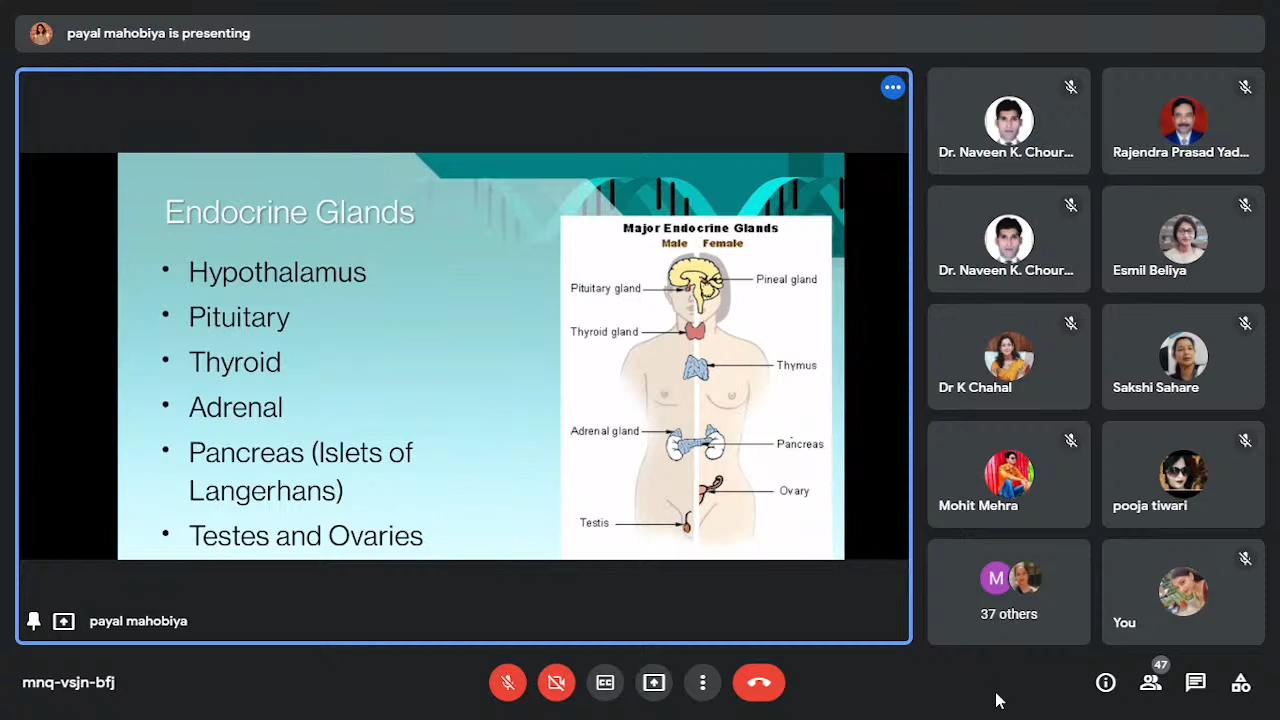 payal mahobiya is presenting
Endocrine Glands
• Hypothalamus
• Pituitary
• Thyroid
• Adrenal
• Pancreas (Islets of
Langerhans)
• Testes and Ovaries
Major Endocrine Glands
Male Female
Pineal gland
Pituitary gland
Thyroid gland
Thymus
Adrenal gland
Pancreas
Ovary
Testis
payal mahobiya
Dr. Naveen K. Chour...
Rajendra Prasad Yad...
Dr. Naveen K. Chour...
Esmil Beliya
Dr K Chahal
Sakshi Sahare
Mohit Mehra
pooja tiwari
M
37 others
You
mnq-vsjn-bfj
CC
47